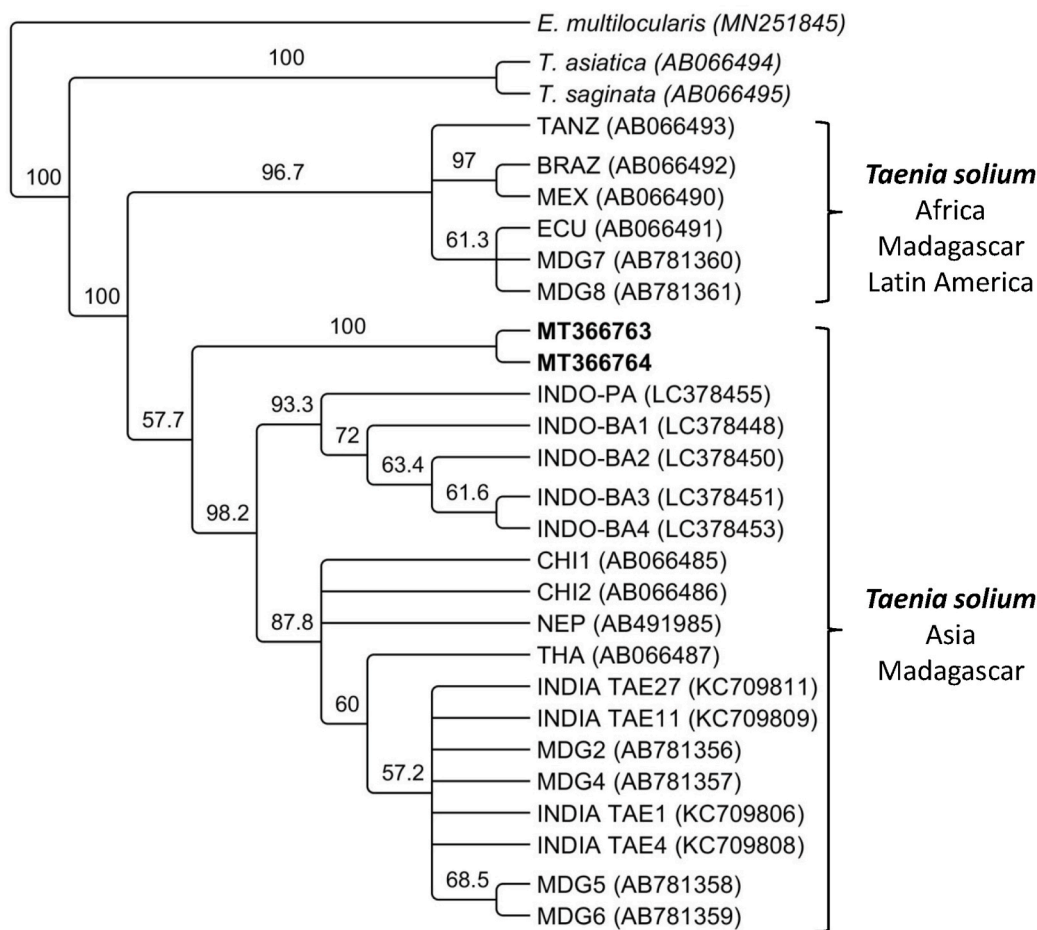 E. multilocularis (MN251845)
100
T. asiatica (AB066494)
T. saginata (AB066495)
100
TANZ (AB066493)
96.7
97
BRAZ (AB066492)
MEX (AB066490)
61.3
ECU (AB066491)
MDG7 (AB781360)
MDG8 (AB781361)
Taenia solium
Africa
Madagascar
Latin America
100
100
MT366763
MT366764
57.7
93.3
INDO-PA (LC378455)
72
INDO-BA1 (LC378448)
63.4
INDO-BA2 (LC378450)
61.6
INDO-BA3 (LC378451)
INDO-BA4 (LC378453)
98.2
87.8
CHI1 (AB066485)
CHI2 (AB066486)
NEP (AB491985)
60
THA (AB066487)
57.2
INDIA TAE27 (KC709811)
INDIA TAE11 (KC709809)
MDG2 (AB781356)
MDG4 (AB781357)
INDIA TAE1 (KC709806)
INDIA TAE4 (KC709808)
68.5
MDG5 (AB781358)
MDG6 (AB781359)
Taenia solium
Asia
Madagascar